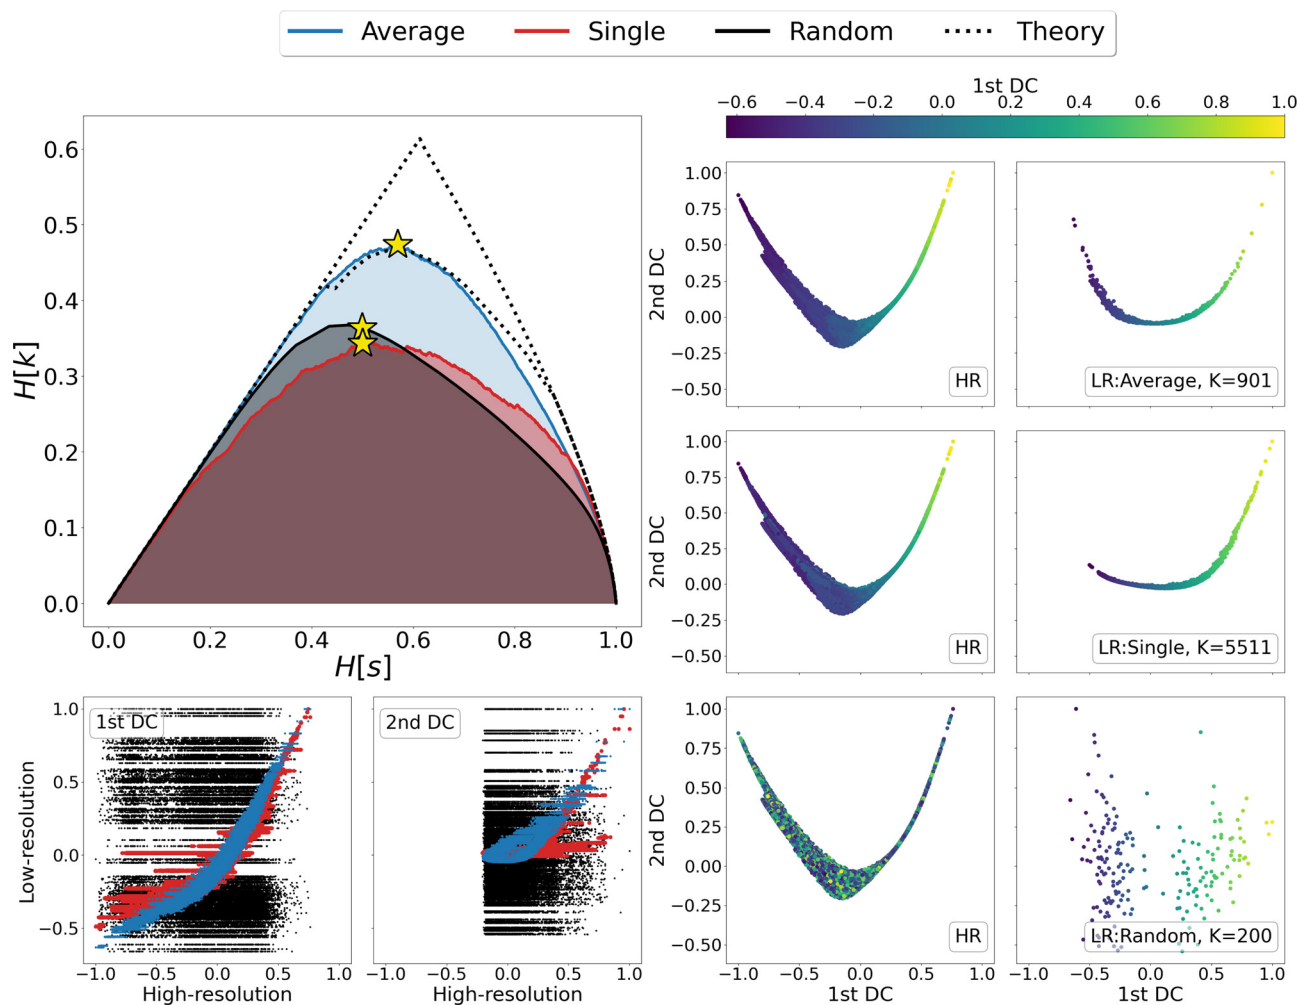 Average Single Random Theory
1st DC
−0.6 −0.4 −0.2 0.0 0.2 0.4 0.6 0.8 1.0
H[k]
0.6
0.5
0.4
0.3
0.2
0.1
0.0
0.0 0.2 0.4 0.6 0.8 1.0
H[s]
2nd DC
1.00
0.75
0.50
0.25
0.00
−0.25
−0.50
HR
LR:Average, K=901
2nd DC
1.00
0.75
0.50
0.25
0.00
−0.25
−0.50
HR
LR:Single, K=5511
Low-resolution
1.0
0.5
0.0
−0.5
1st DC
−1.0 −0.5 0.0 0.5 1.0
High-resolution
2nd DC
−1.0 −0.5 0.0 0.5 1.0
High-resolution
2nd DC
1.00
0.75
0.50
0.25
0.00
−0.25
−0.50
HR
−1.0 −0.5 0.0 0.5 1.0
1st DC
LR:Random, K=200
−1.0 −0.5 0.0 0.5 1.0
1st DC